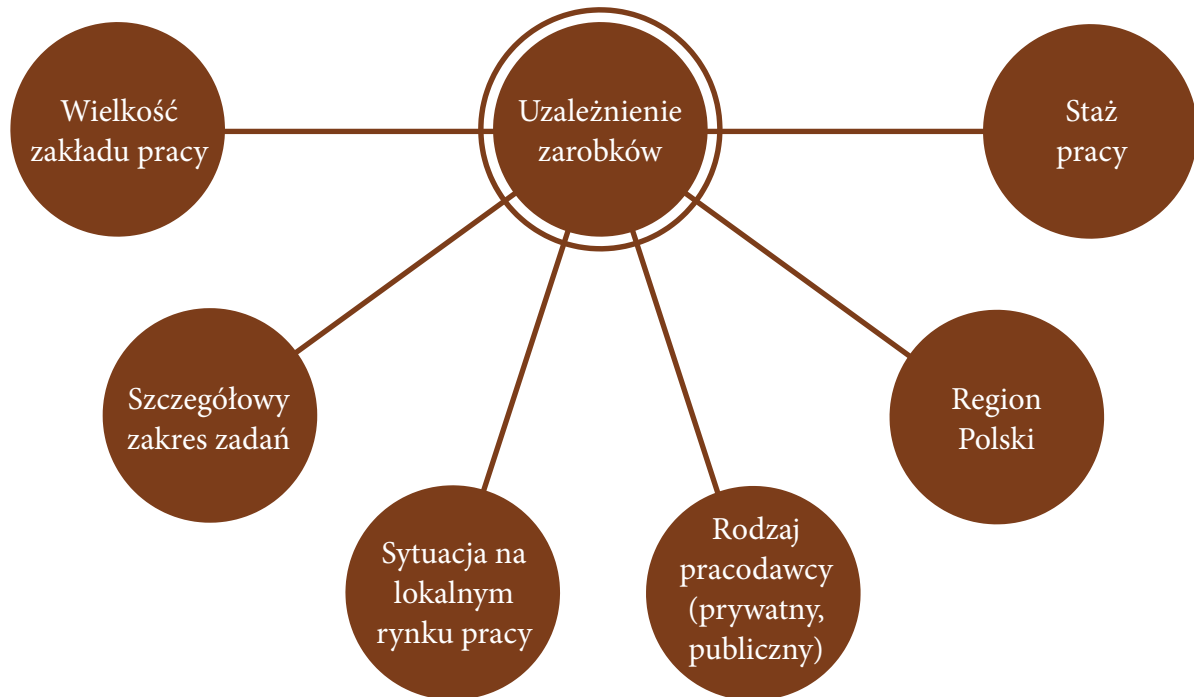 Wielkość
zakładu pracy
Uzależnienie
zarobków
Staż
pracy
Szczegółowy
zakres zadań
Region
Polski
Sytuacja na
lokalnym
rynku pracy
Rodzaj
pracodawcy
(prywatny,
publiczny)